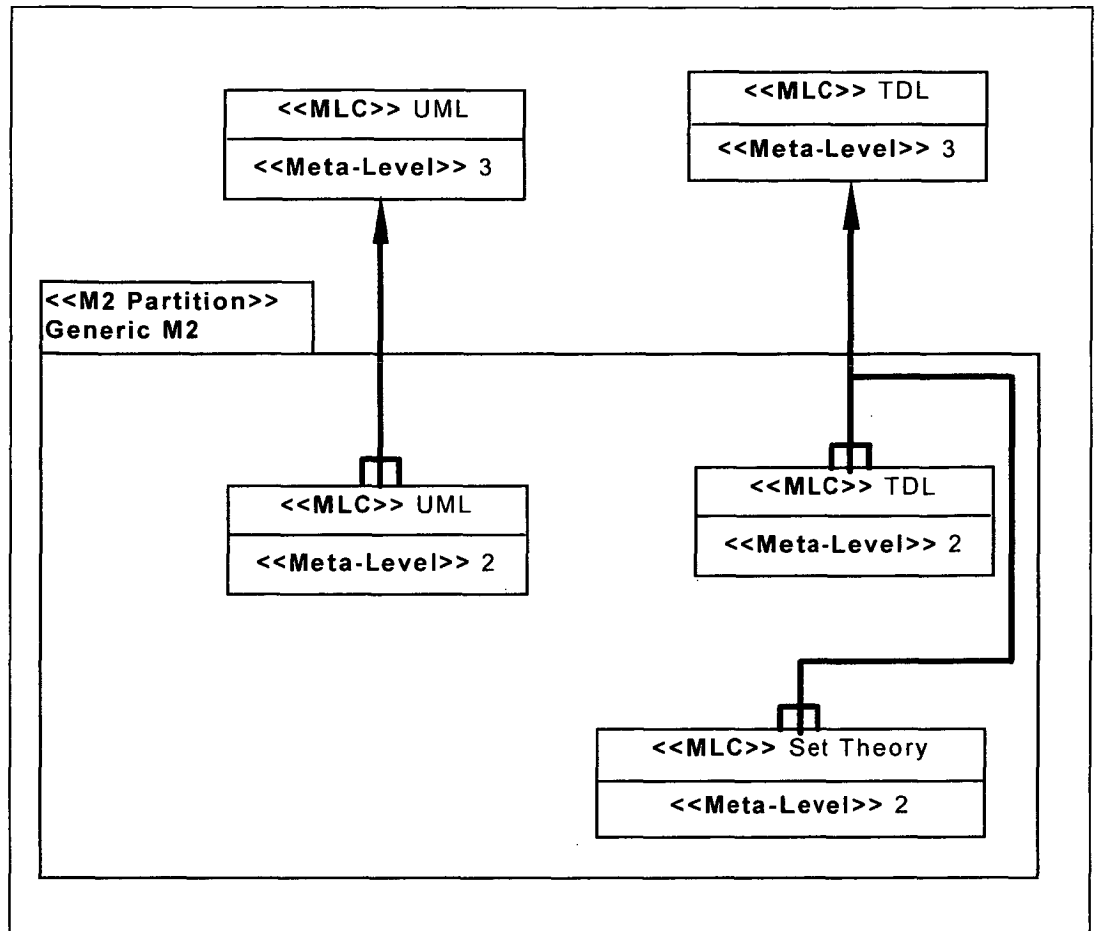 <<MLC>> UML
<<Meta-Level>> 3
<<MLC>> TDL
<<Meta-Level>> 3
<<M2 Partition>>
Generic M2
<<MLC>> UML
<<Meta-Level>> 2
<<MLC>> TDL
<<Meta-Level>> 2
<<MLC>> Set Theory
<<Meta-Level>> 2